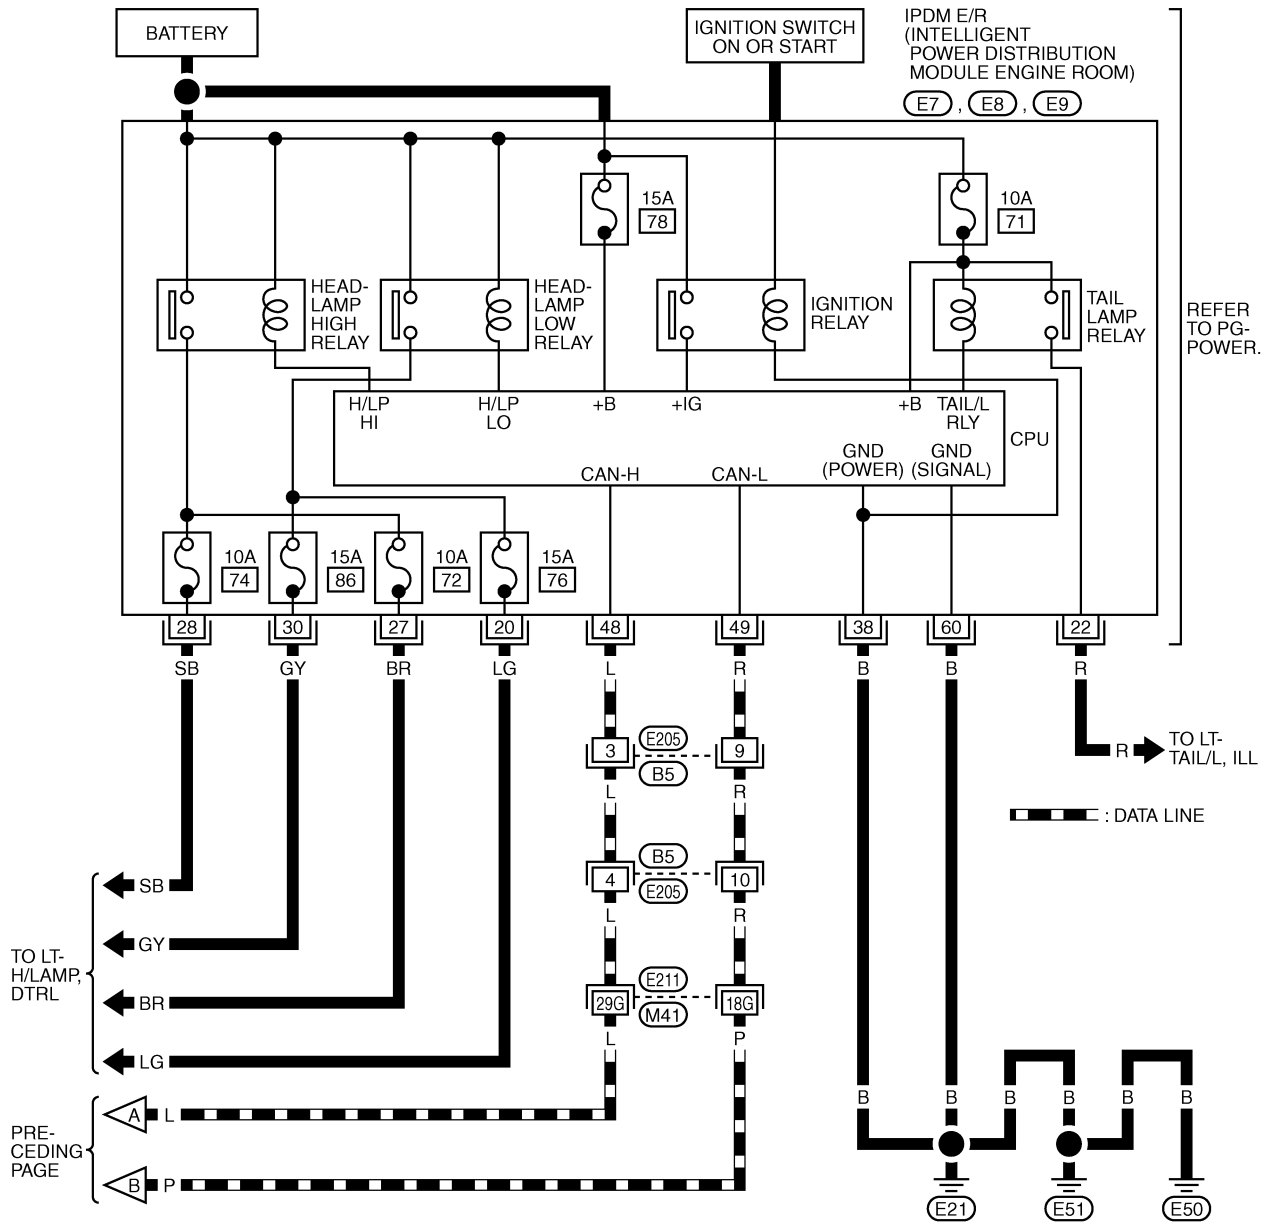 BATTERY
IGNITION SWITCH
ON OR START
IPDM E/R
(INTELLIGENT
POWER DISTRIBUTION
MODULE ENGINE ROOM)
E7 , E8 , E9
15A
78
10A
71
HEAD-
LAMP
HIGH
RELAY
HEAD-
LAMP
LOW
RELAY
IGNITION
RELAY
TAIL
LAMP
RELAY
REFER
TO PG-
POWER.
H/LP
HI
H/LP
LO
+B
+IG
+B
TAIL/L
RLY
CPU
CAN-H
CAN-L
GND
(POWER)
GND
(SIGNAL)
10A
74
15A
86
10A
72
15A
76
28
30
27
20
48
49
38
60
22
SB
GY
BR
LG
L
R
B
B
R
3
E205
B5
9
R
TO LT-
TAIL/L, ILL
L
R
: DATA LINE
4
B5
E205
10
L
R
29G
E211
M41
18G
L
P
TO LT-
H/LAMP,
DTRL
SB
GY
BR
LG
PRE-
CEDING
PAGE
A
L
B
P
B
B
B
B
B
B
E21
E51
E50